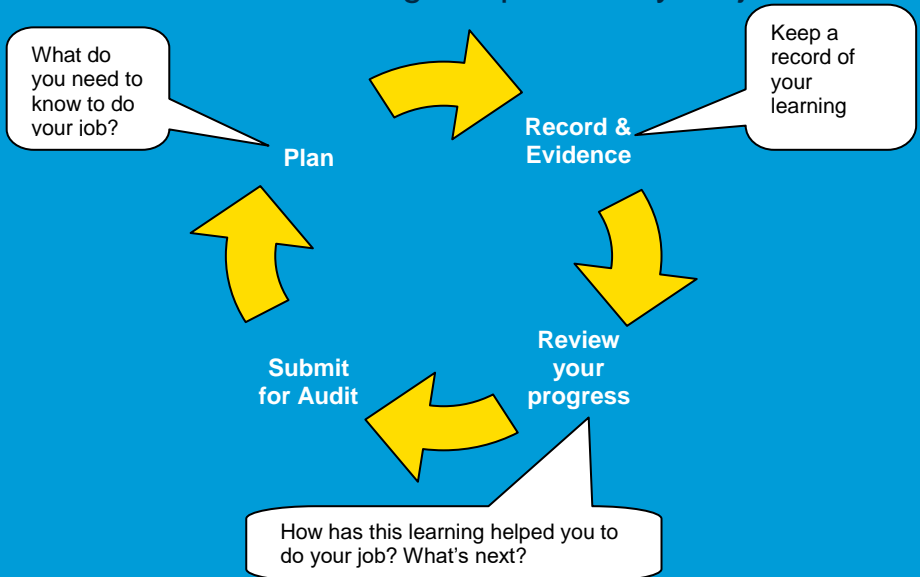 What do
you need to
know to do
your job?
Keep a
record of
your
learning
Plan
Record &
Evidence
Review
your
progress
Submit
for Audit
How has this learning helped you to
do your job? What's next?